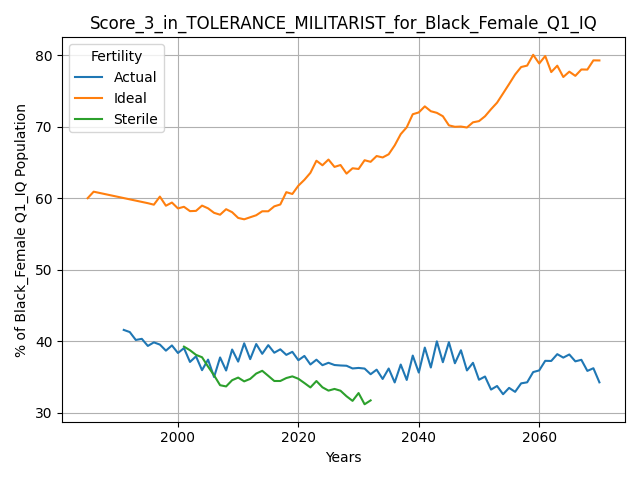 Score_3_in_TOLERANCE_MILITARIST_for_Black_Female_Q1_IQ
Fertility
Actual
Ideal
Sterile
% of Black_Female Q1_IQ Population
80
70
60
50
40
30
2000
2020
2040
2060
Years